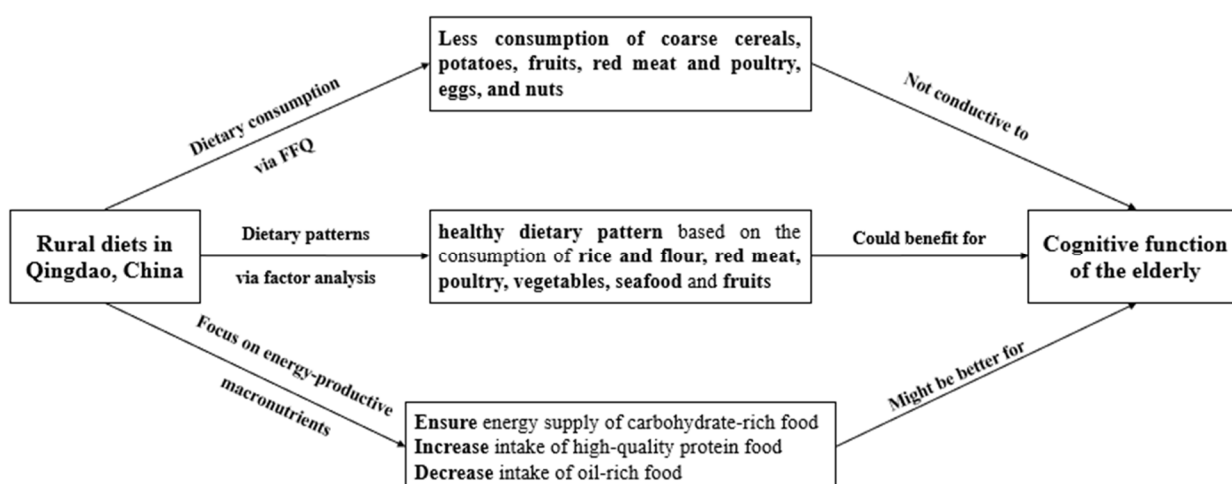 Less consumption of coarse cereals,
potatoes, fruits, red meat and poultry,
eggs, and nuts
Dietary consumption
via FFQ
Not conductive to
Rural diets in
Qingdao, China
Dietary patterns
via factor analysis
healthy dietary pattern based on the
consumption of rice and flour, red meat,
poultry, vegetables, seafood and fruits
Could benefit for
Cognitive function
of the elderly
Focus on energy-productive
macronutrients
Ensure energy supply of carbohydrate-rich food
Increase intake of high-quality protein food
Decrease intake of oil-rich food
Might be better for